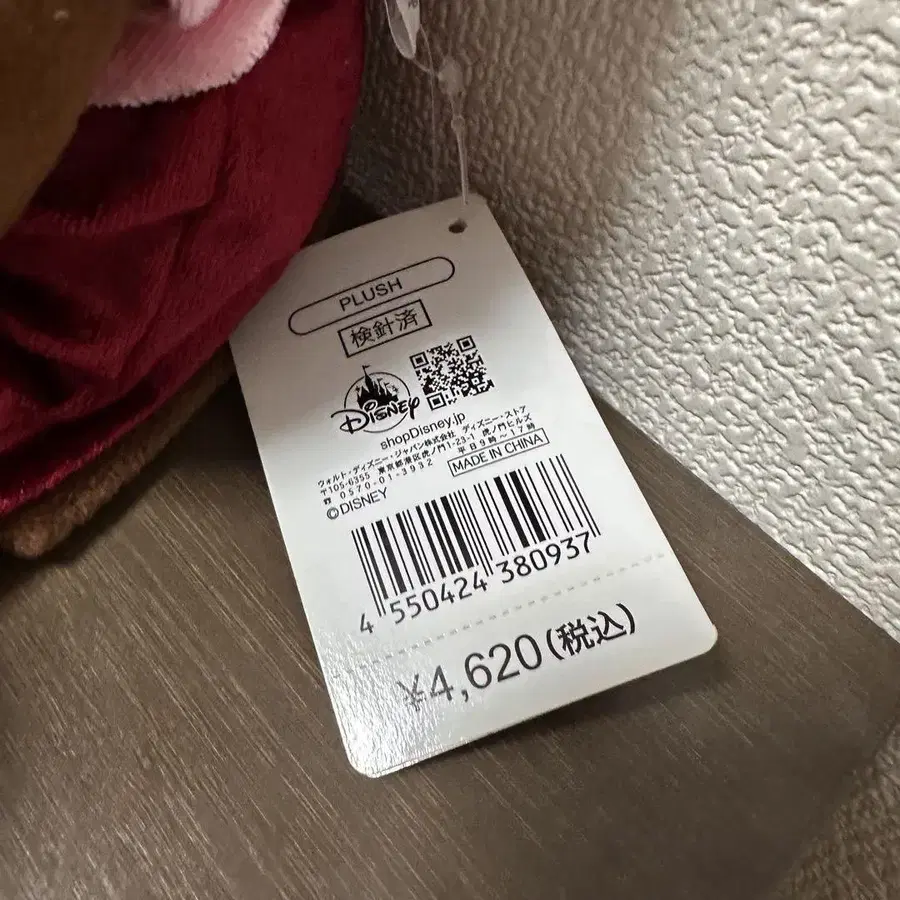 PLUSH
検針済
DISNEY
shopDisney.jp
ウォルト・ディズニー・ジャパン株式会社 ディズニーストア
〒105-6355 東京都港区虎ノ門1-23-1 虎ノ門ヒルズ
☎ 0570-01-3932 平日9時～17時
©DISNEY
MADE IN CHINA
4 550424 380937
¥4,620(税込)